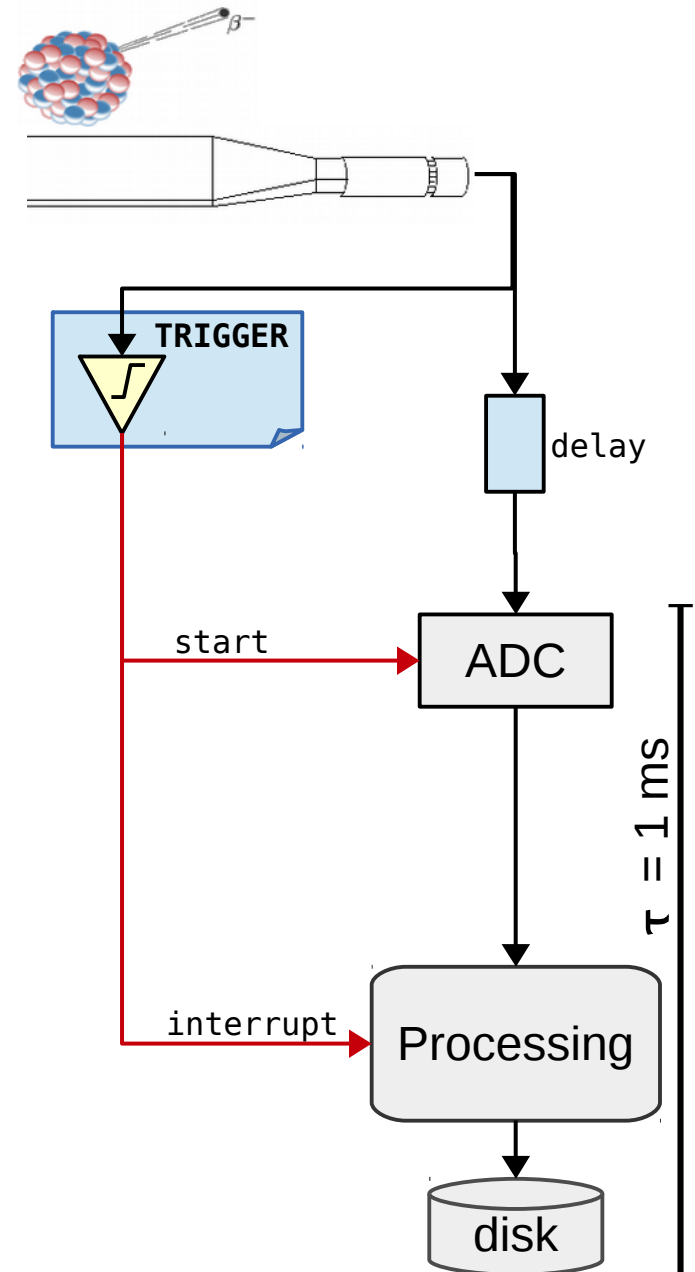 β−
TRIGGER
delay
start
ADC
τ = 1 ms
interrupt
Processing
disk